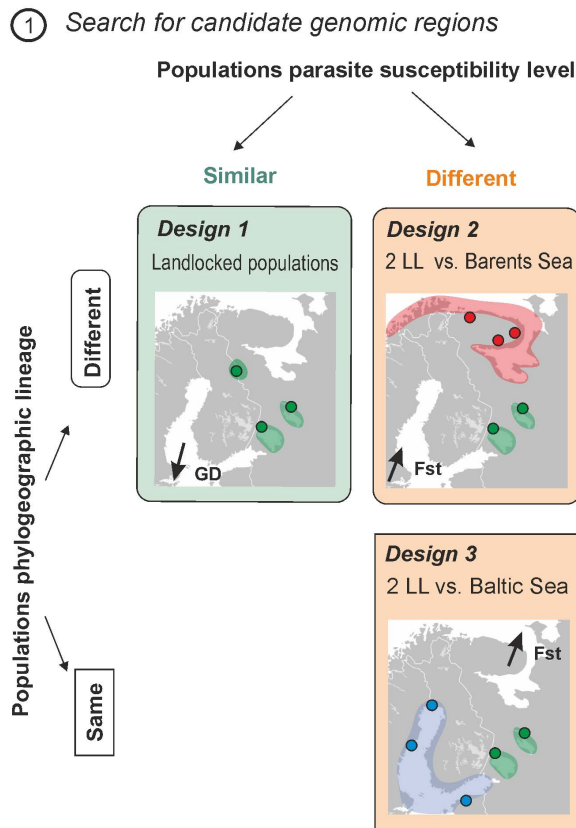 1 Search for candidate genomic regions
Populations parasite susceptibility level
Similar
Different
Design 1
Landlocked populations
GD
Design 2
2 LL vs. Barents Sea
Fst
Populations phylogeographic lineage
Different
Same
Design 3
2 LL vs. Baltic Sea
Fst